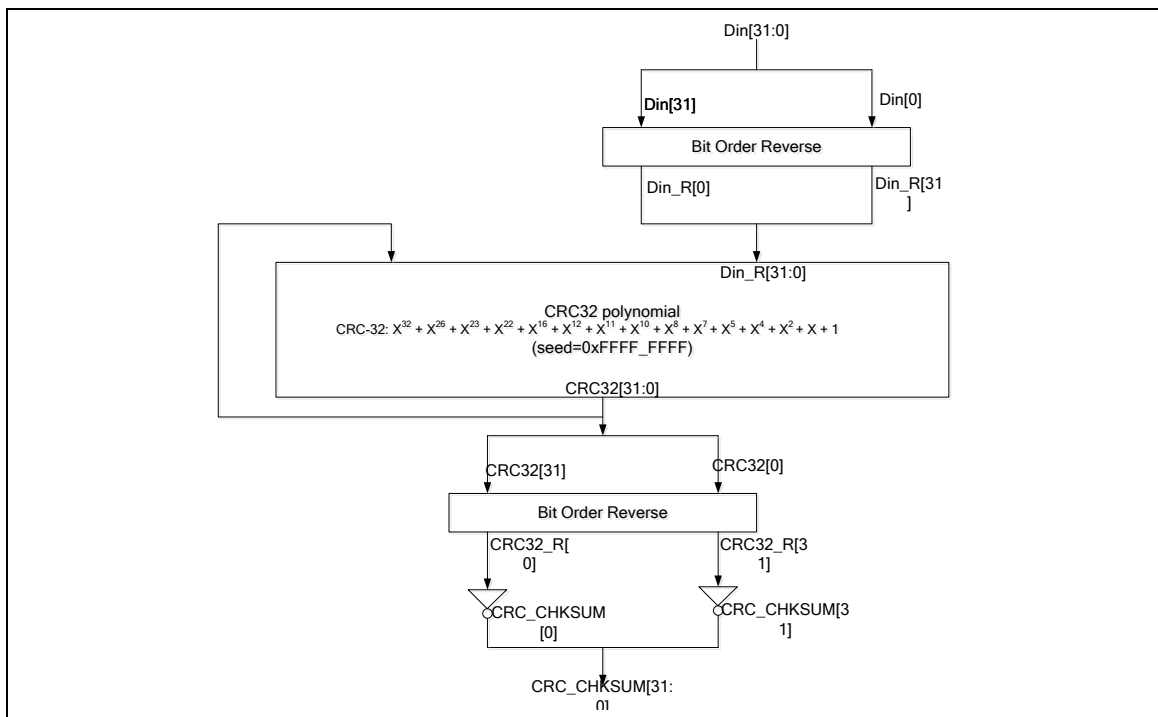 Din[31:0]
Din[31]
Din[0]
Bit Order Reverse
Din_R[0]
Din_R[31
]
Din_R[31:0]
CRC32 polynomial
CRC-32: X³² + X²⁶ + X²³ + X²² + X¹⁶ + X¹² + X¹¹ + X¹⁰ + X⁸ + X⁷ + X⁵ + X⁴ + X² + X + 1
(seed=0xFFFF_FFFF)
CRC32[31:0]
CRC32[31]
CRC32[0]
Bit Order Reverse
CRC32_R[
0]
CRC32_R[3
1]
CRC_CHKSUM
[0]
CRC_CHKSUM[3
1]
CRC_CHKSUM[31:
0]